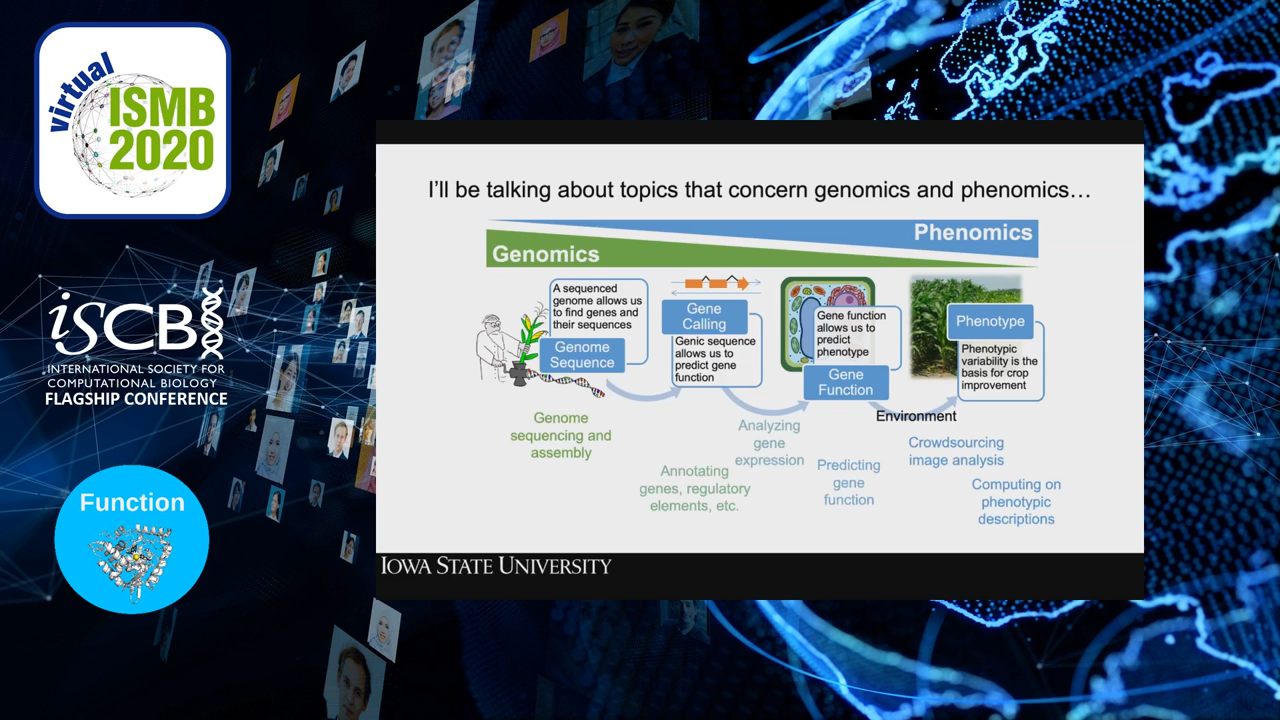 virtual
ISMB
2020
iSCB
INTERNATIONAL SOCIETY FOR
COMPUTATIONAL BIOLOGY
FLAGSHIP CONFERENCE
Function
I'll be talking about topics that concern genomics and phenomics…
Phenomics
Genomics
A sequenced
genome allows us
to find genes and
their sequences
Genome
Sequence
Gene
Calling
Genic sequence
allows us to
predict gene
function
Gene function
allows us to
predict
phenotype
Gene
Function
Phenotype
Phenotypic
variability is the
basis for crop
improvement
Environment
Genome
sequencing and
assembly
Annotating
genes, regulatory
elements, etc.
Analyzing
gene
expression
Predicting
gene
function
Crowdsourcing
image analysis
Computing on
phenotypic
descriptions
IOWA STATE UNIVERSITY